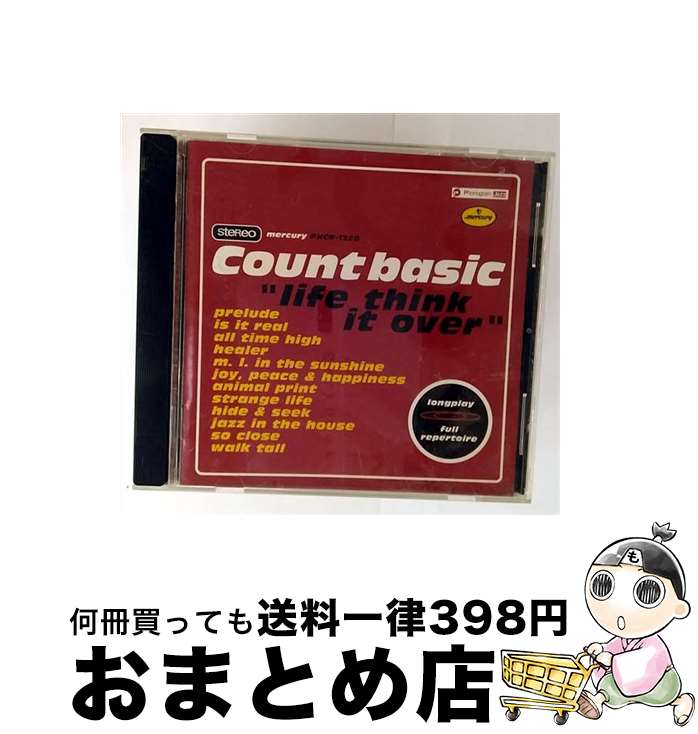 Phonogram JAZZ
mercury
stereo
mercury PHCR-1320
Count basic
"life think
it over"
prelude
is it real
all time high
healer
m. l. in the sunshine
joy, peace & happiness
animal print
strange life
hide & seek
jazz in the house
so close
walk tall
longplay
full
repertoire
も
何冊買っても送料一律398円
おまとめ店